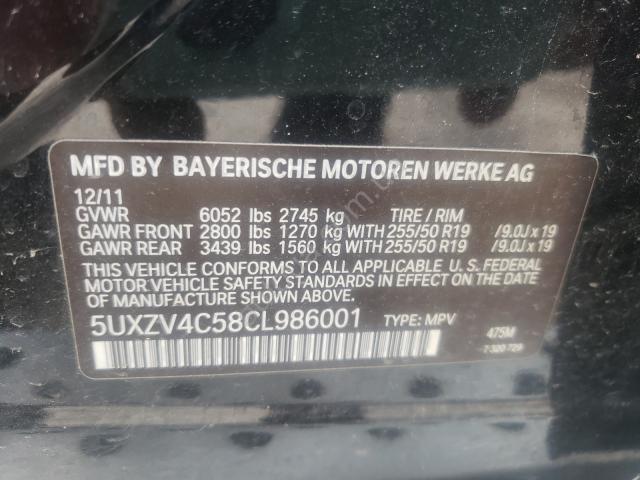 MFD BY BAYERISCHE MOTOREN WERKE AG
12/11
GVWR 6052 lbs 2745 kg TIRE / RIM
GAWR FRONT 2800 lbs 1270 kg WITH 255/50 R19 /9.0J x 19
GAWR REAR 3439 lbs 1560 kg WITH 255/50 R19 /9.0J x 19
THIS VEHICLE CONFORMS TO ALL APPLICABLE U. S. FEDERAL
MOTOR VEHICLE SAFETY STANDARDS IN EFFECT ON THE DATE
OF MANUFACTURE SHOWN ABOVE.
5UXZV4C58CL986001 TYPE: MPV 475M
7 320 729